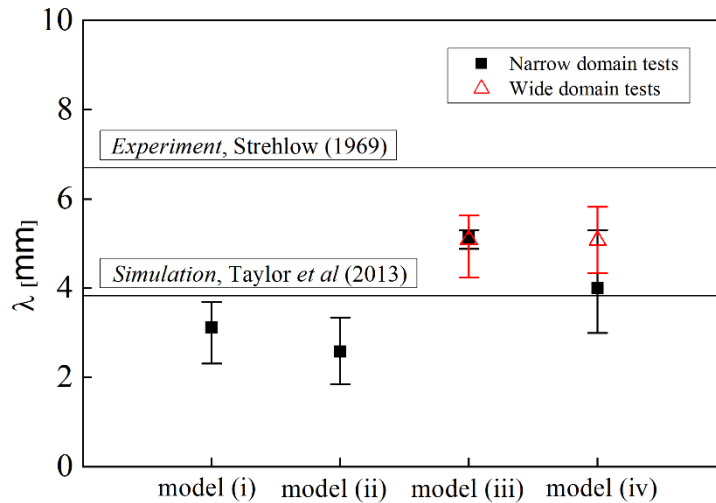 10
8
6
4
2
0
λ [mm]
Narrow domain tests
Wide domain tests
Experiment, Strehlow (1969)
Simulation, Taylor et al (2013)
model (i) model (ii) model (iii) model (iv)